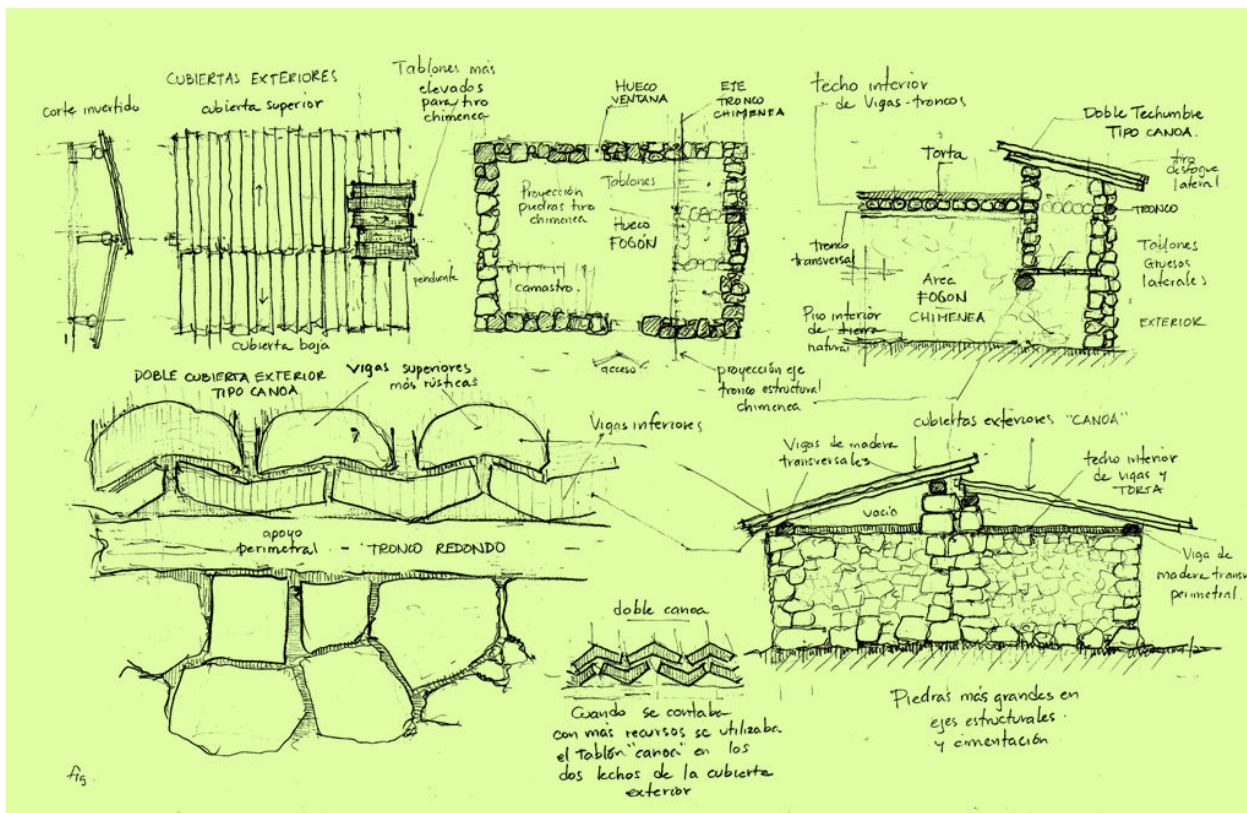 CUBIERTAS EXTERIORES
cubierta superior
corte invertido
Tablones más
elevados
para tiro
chimenea
pendiente
cubierta baja
HUECO
VENTANA
EJE
TRONCO
CHIMENEA
Tablones
Proyección
piedras tiro
chimenea
Hueco
FOGÓN
camastro
acceso
proyección eje
tronco estructural
chimenea
techo interior
de Vigas-troncos
Torta
Doble Techumbre
TIPO CANOA.
tiro
desfogue
lateral
TRONCO
tronco
transversal
Tablones
Gruesos
laterales
Area
FOGON
CHIMENEA
Piso interior
de tierra
natural
EXTERIOR
DOBLE CUBIERTA EXTERIOR
TIPO CANOA
Vigas superiores
más rústicas
Vigas inferiores
apoyo
perimetral - TRONCO REDONDO
cubiertas exteriores "CANOA"
Vigas de madera
transversales
techo interior
de vigas y
TORTA
vacío
Viga de
madera transv
perimetral.
doble canoa
Cuando se contaba
con más recursos se utilizaba
el Tablón "canoa" en los
dos lechos de la cubierta
exterior
Piedras más grandes en
ejes estructurales
y cimentación
fig.